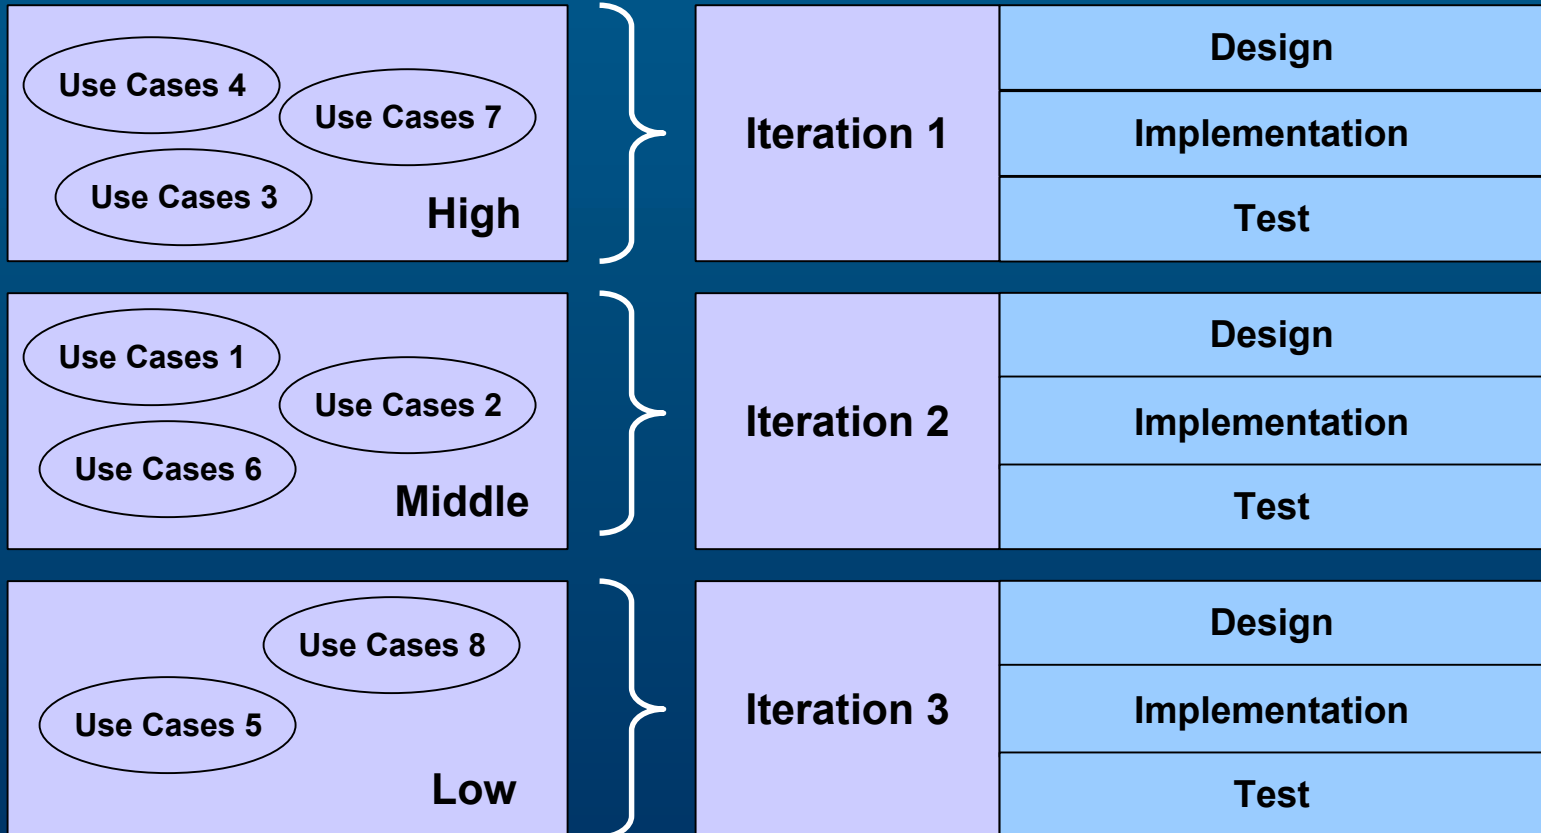 Use Cases 4
Use Cases 7
Use Cases 3
High
Iteration 1
Design
Implementation
Test
Use Cases 1
Use Cases 2
Use Cases 6
Middle
Iteration 2
Design
Implementation
Test
Use Cases 8
Use Cases 5
Low
Iteration 3
Design
Implementation
Test